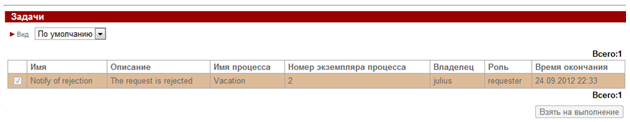 Задачи
Вид По умолчанию
Всего:1
Имя Описание Имя процесса Номер экземпляра процесса Владелец Роль Время окончания
Notify of rejection The request is rejected Vacation 2 julius requester 24.09.2012 22:33
Всего:1
Взять на выполнение